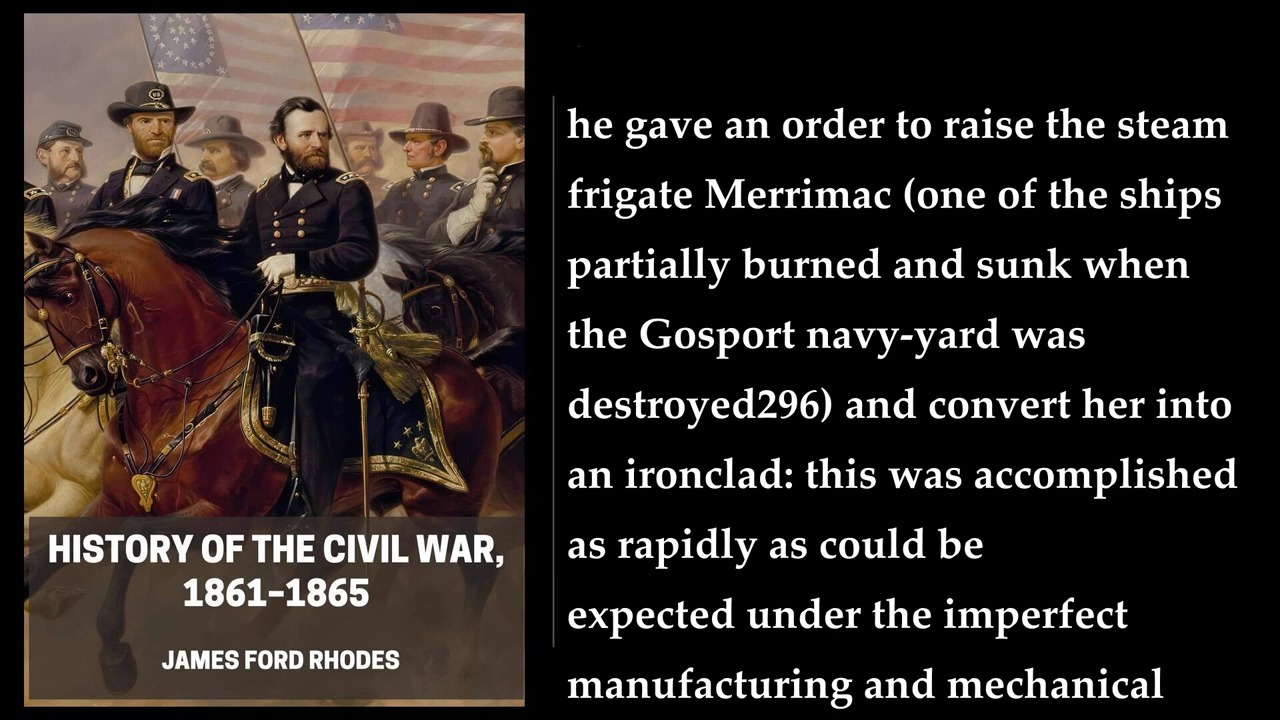 HISTORY OF THE CIVIL WAR,
1861–1865
JAMES FORD RHODES
he gave an order to raise the steam
frigate Merrimac (one of the ships
partially burned and sunk when
the Gosport navy-yard was
destroyed296) and convert her into
an ironclad: this was accomplished
as rapidly as could be
expected under the imperfect
manufacturing and mechanical